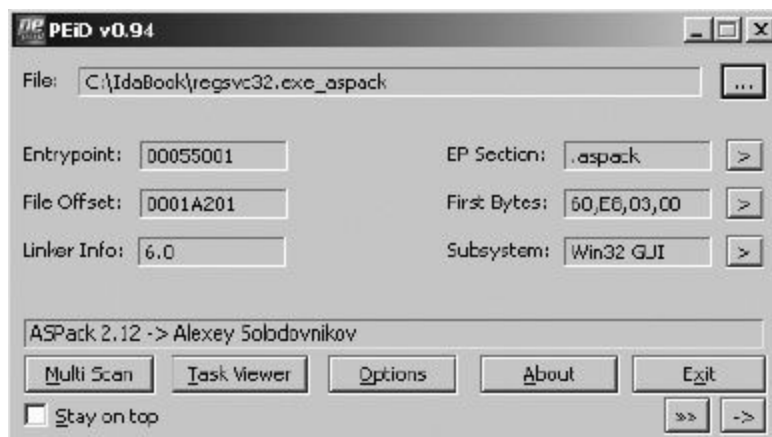 PEiD v0.94
File: C:\IdaBook\regsvc32.exe_aspack ...
Entrypoint: 00055001 EP Section: .aspack >
File Offset: 0001A201 First Bytes: 60,E8,03,00 >
Linker Info: 6.0 Subsystem: Win32 GUI >
ASPack 2.12 -> Alexey Solodovnikov
Multi Scan Task Viewer Options About Exit
Stay on top »» ->